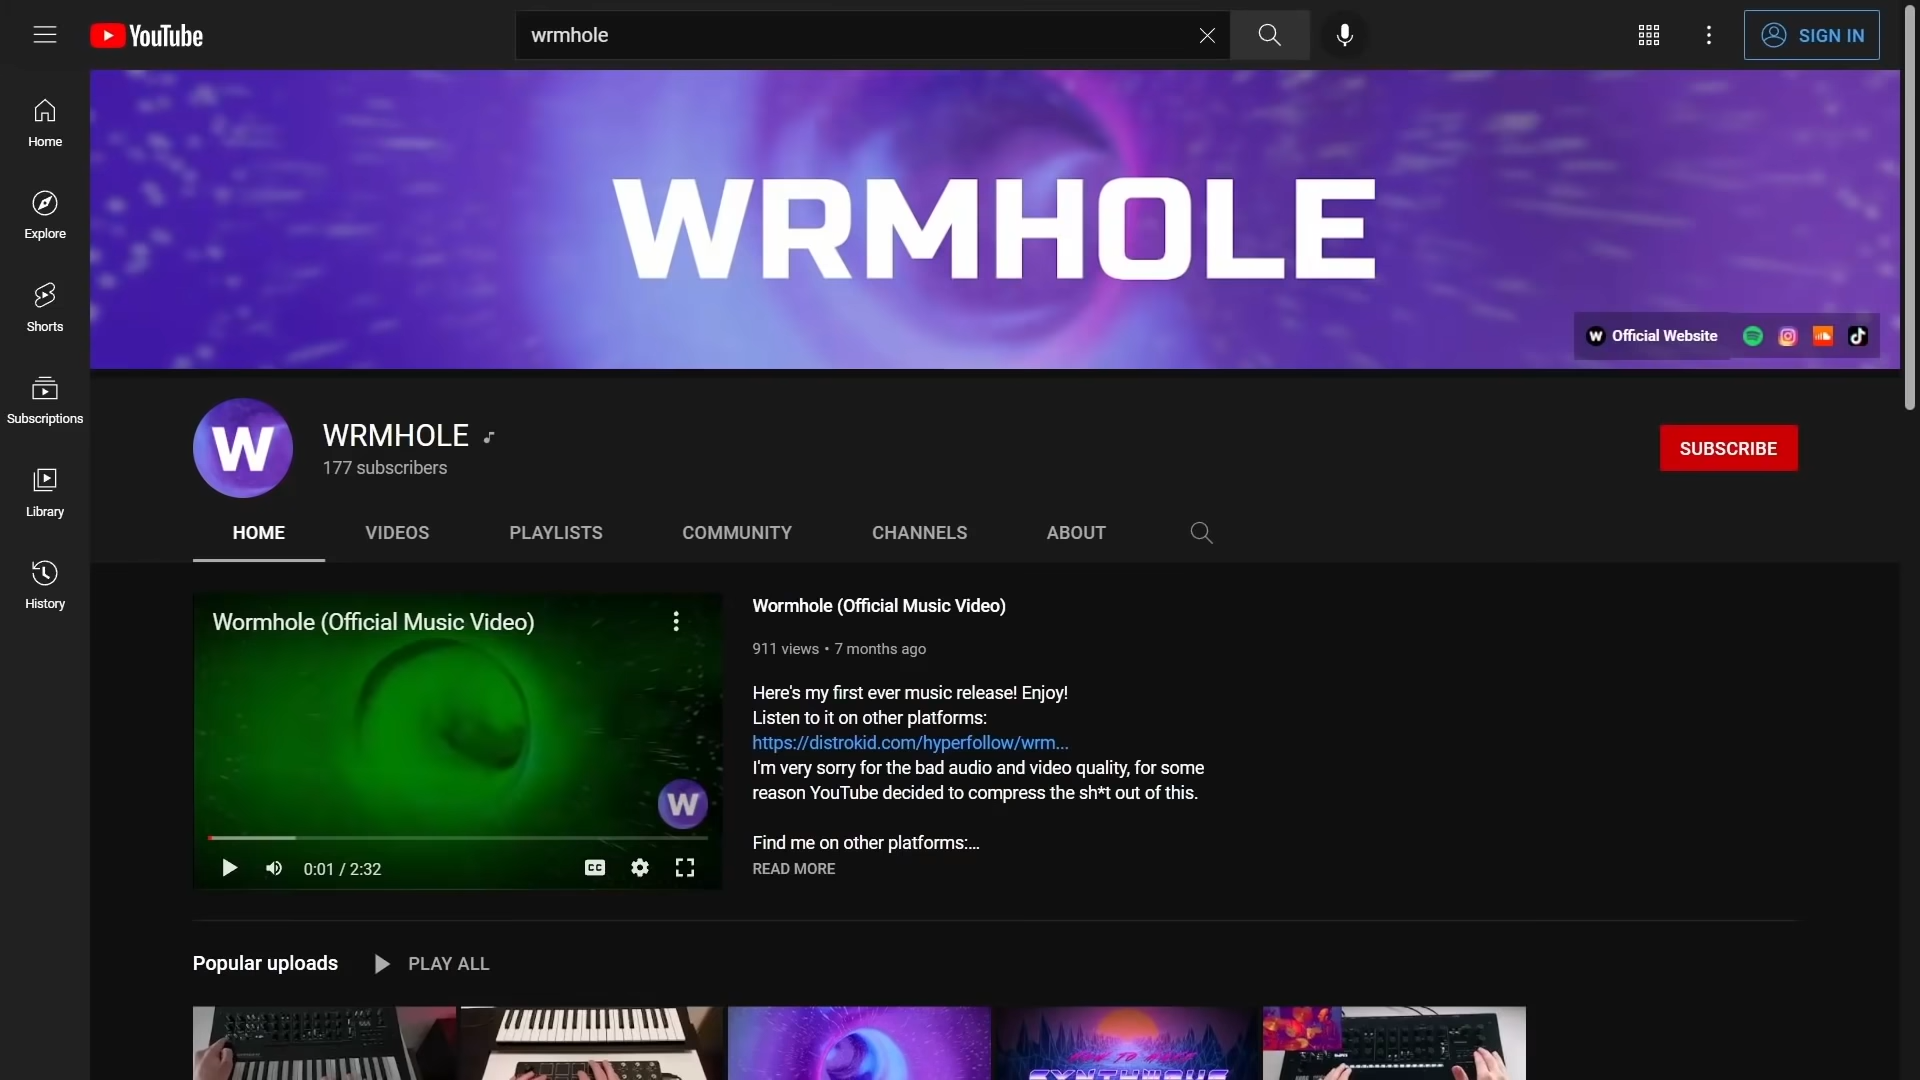 YouTube
wrmhole
SIGN IN
Home
Explore
Shorts
Subscriptions
Library
History
WRMHOLE
W Official Website
W
WRMHOLE
177 subscribers
SUBSCRIBE
HOME
VIDEOS
PLAYLISTS
COMMUNITY
CHANNELS
ABOUT
Wormhole (Official Music Video)
W
0:01 / 2:32
CC
Wormhole (Official Music Video)
911 views • 7 months ago
Here's my first ever music release! Enjoy!
Listen to it on other platforms:
https://distrokid.com/hyperfollow/wrm...
I'm very sorry for the bad audio and video quality, for some
reason YouTube decided to compress the sh*t out of this.
Find me on other platforms:...
READ MORE
Popular uploads
PLAY ALL
HOW TO MAKE